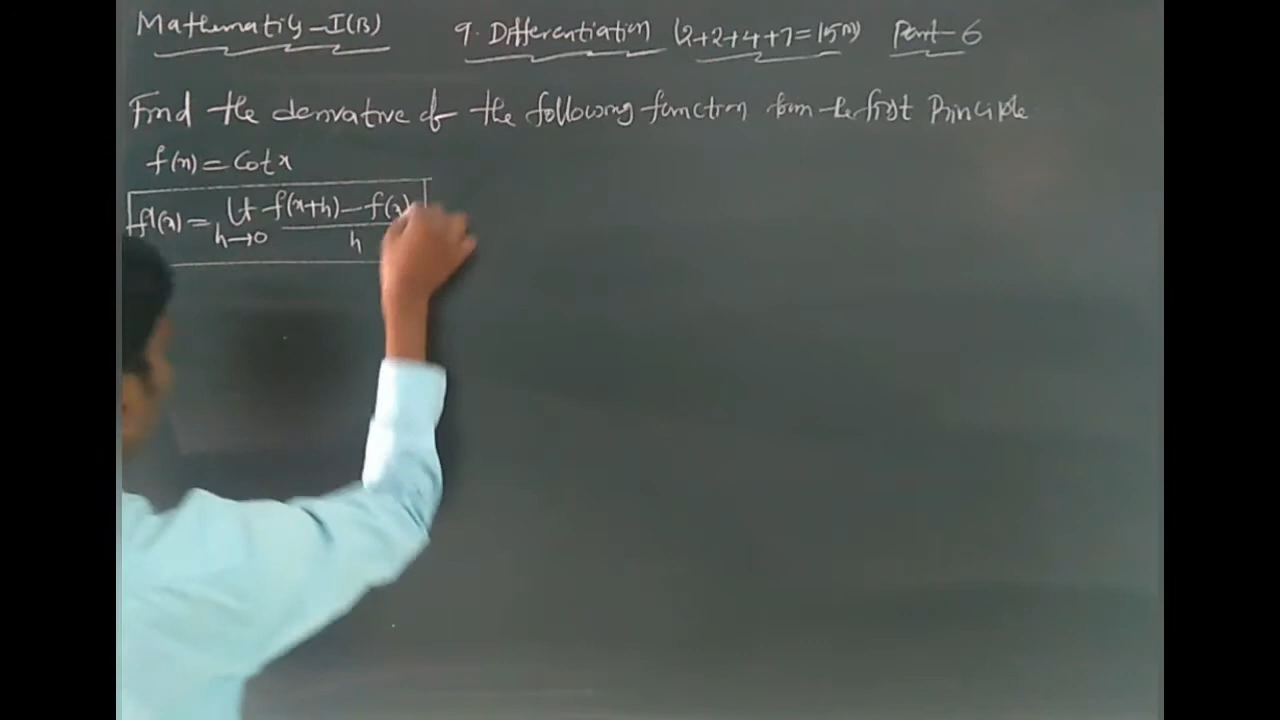 Mathematics-I(B) 9. Differentiation (2+2+4+7=15M) Part-6
Find the derivative of the following function from the first Principle
f(x)=Cotx
f'(x)= Lt f(x+h)-f(x)
h→0 h